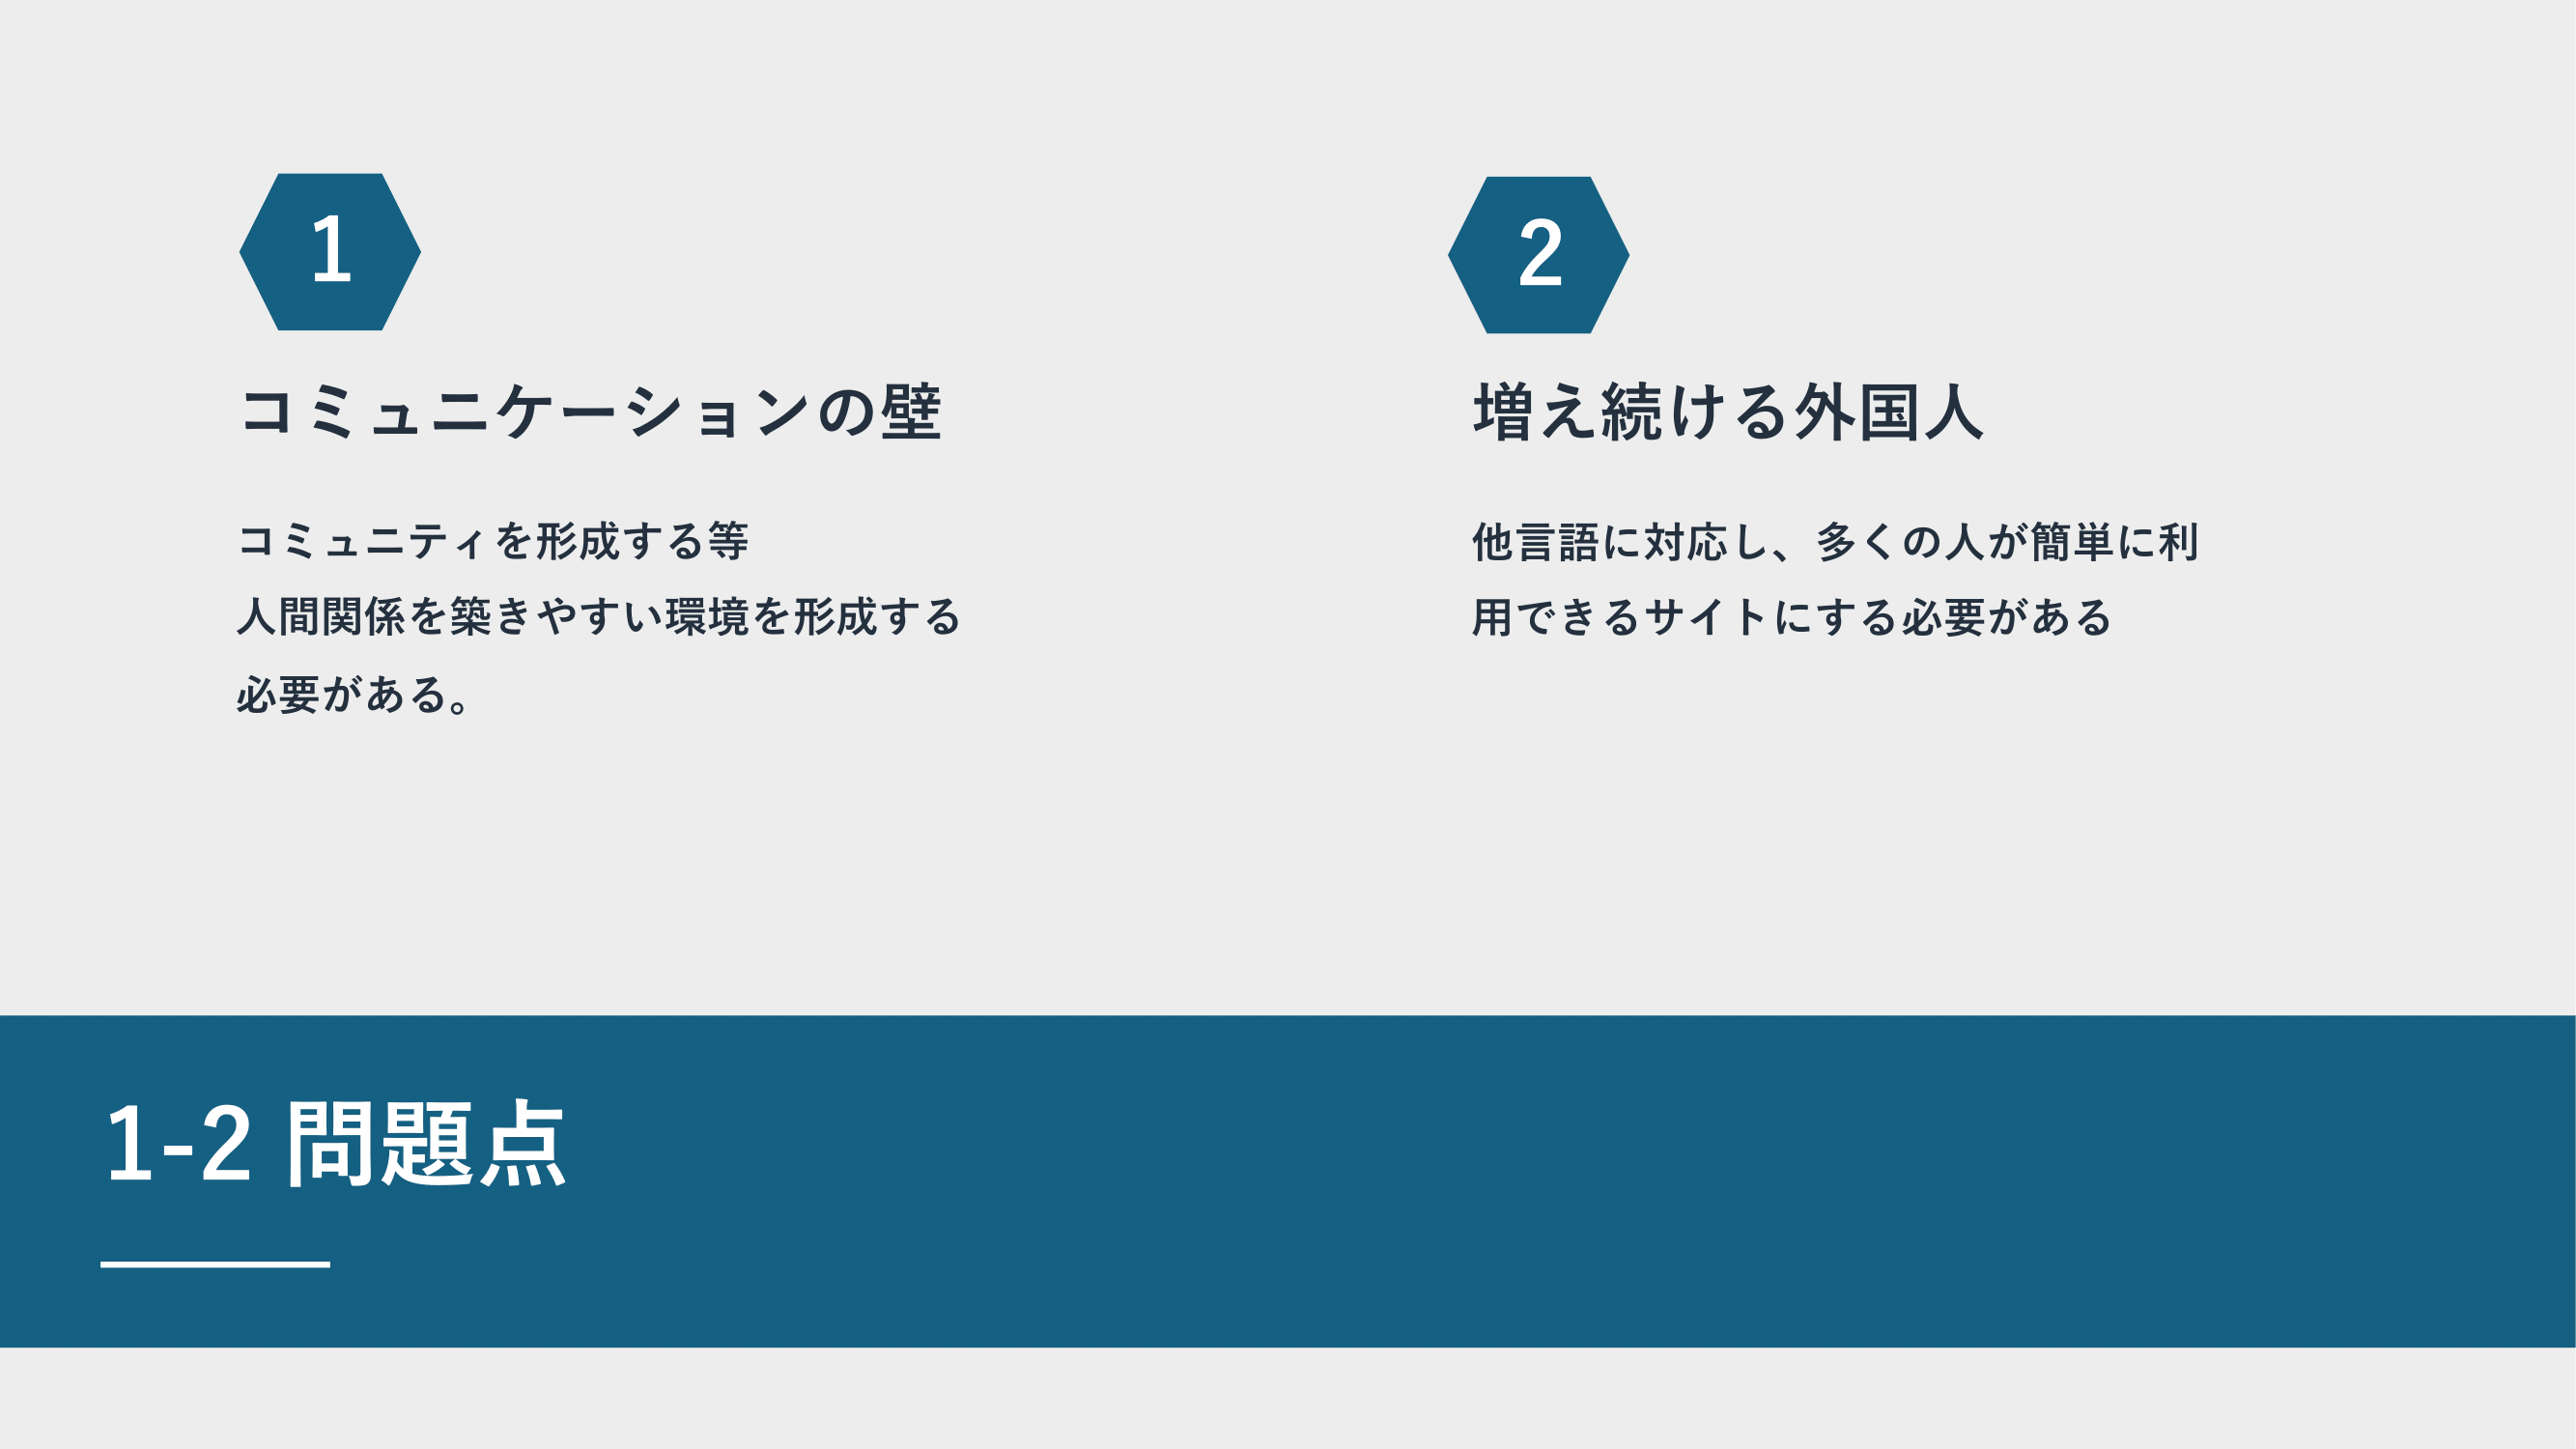 1
コミュニケーションの壁
コミュニティを形成する等
人間関係を築きやすい環境を形成する
必要がある。
2
増え続ける外国人
他言語に対応し、多くの人が簡単に利
用できるサイトにする必要がある
1-2 問題点